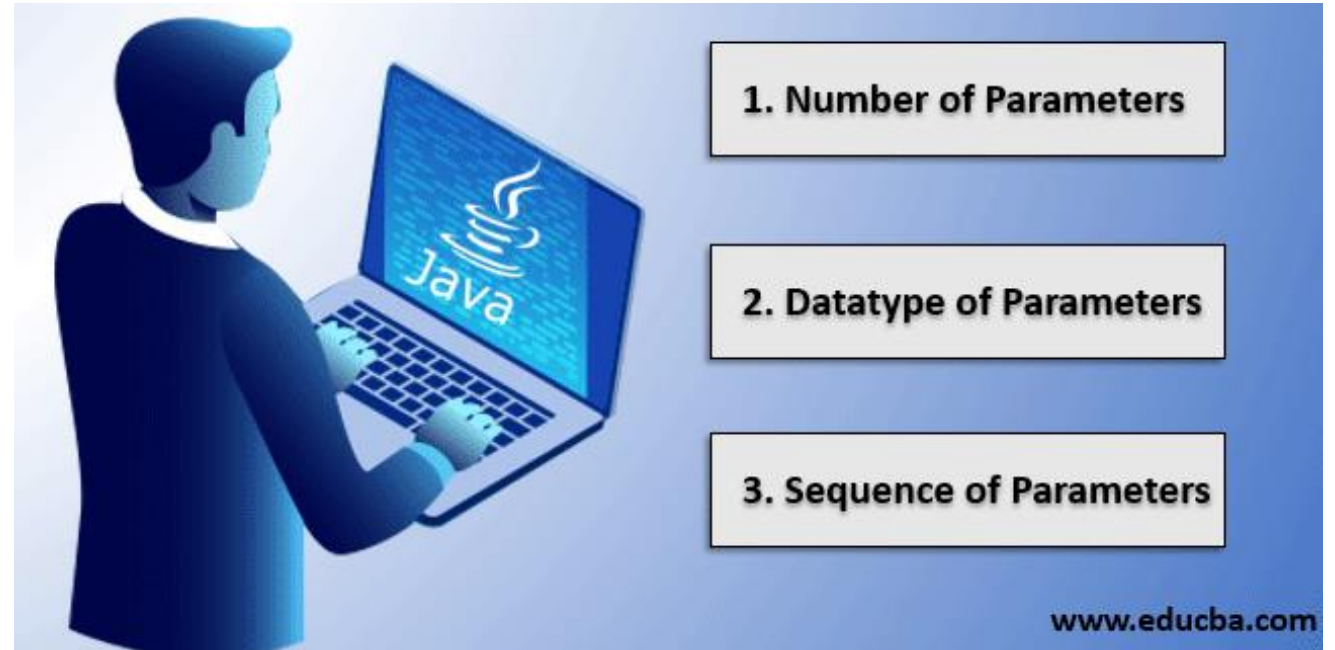 Java
1. Number of Parameters
2. Datatype of Parameters
3. Sequence of Parameters
www.educba.com